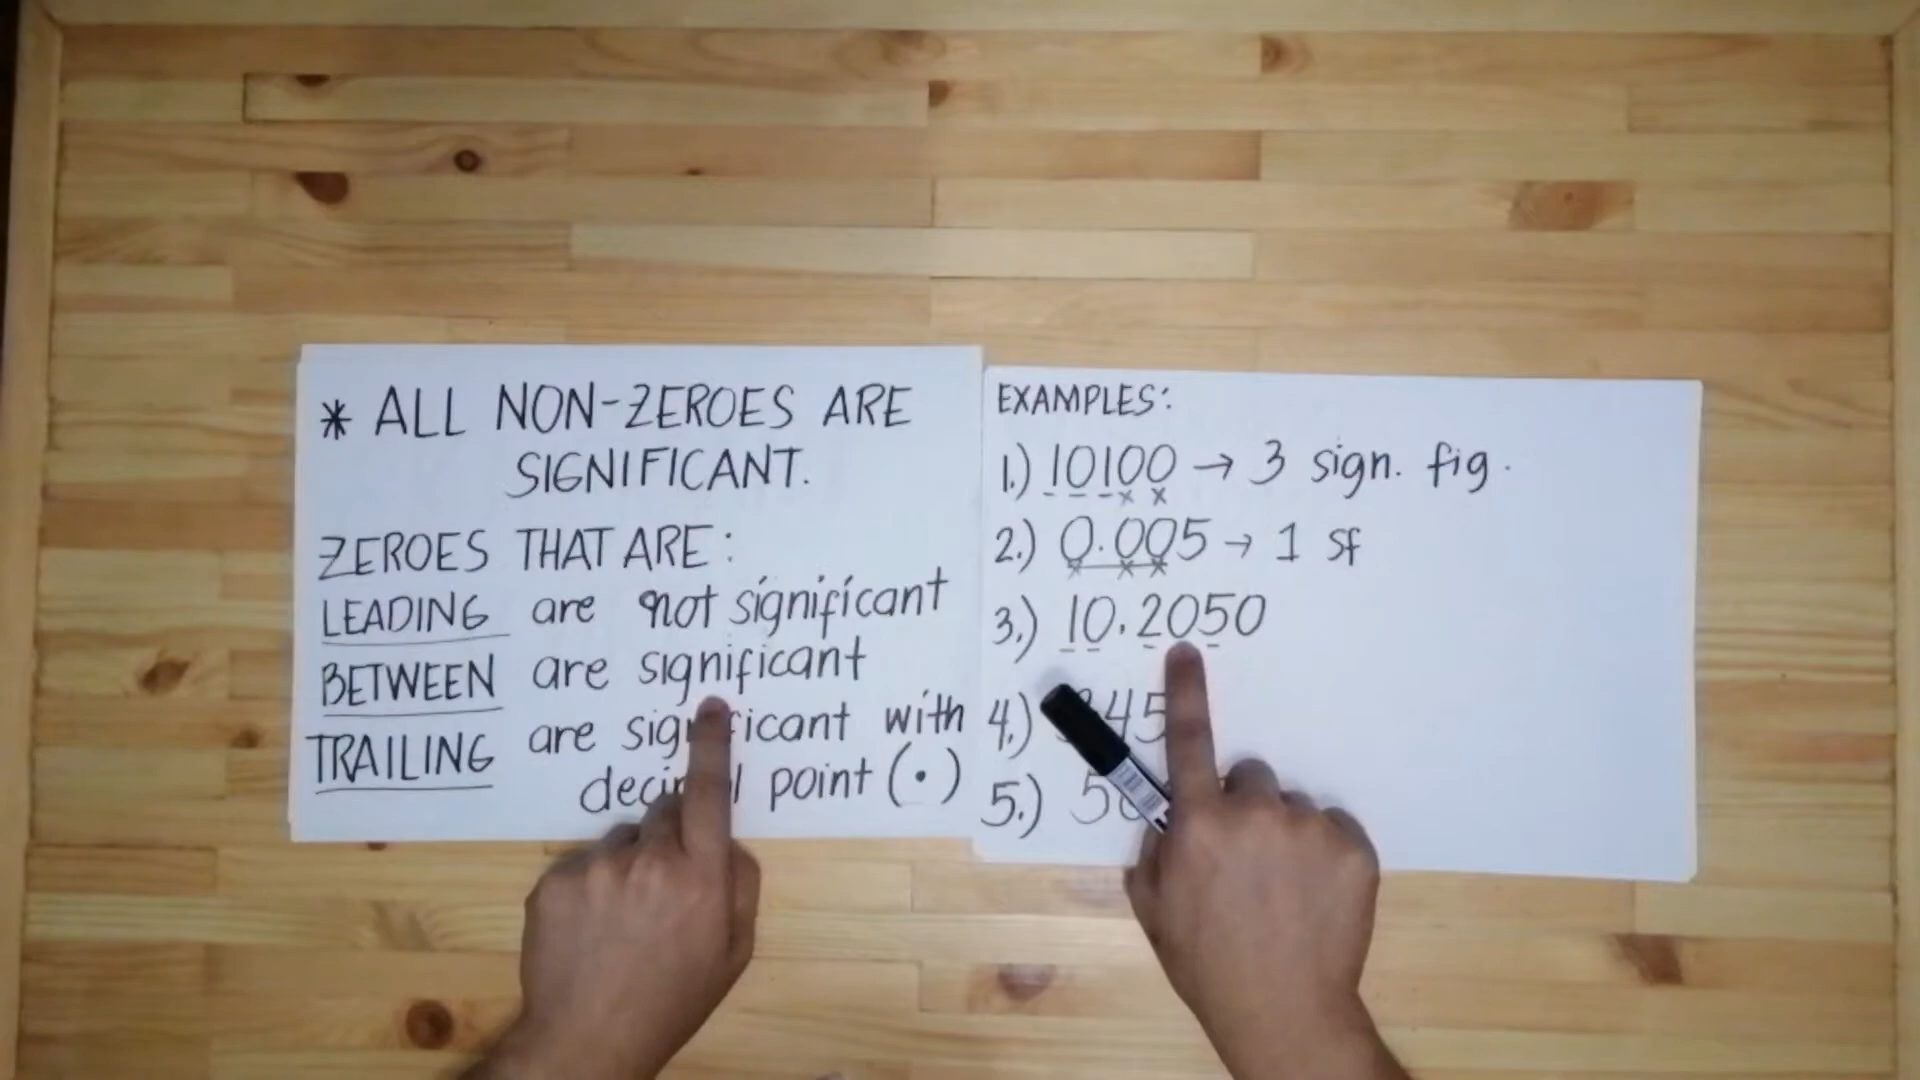 * ALL NON-ZEROES ARE
SIGNIFICANT.
ZEROES THAT ARE:
LEADING are not significant
BETWEEN are significant
TRAILING are significant with
decimal point (•)
EXAMPLES:
1.) 10100 → 3 sign. fig.
x x
2.) 0.005 → 1 sf
x x x
3.) 10.2050
4.)
5.)